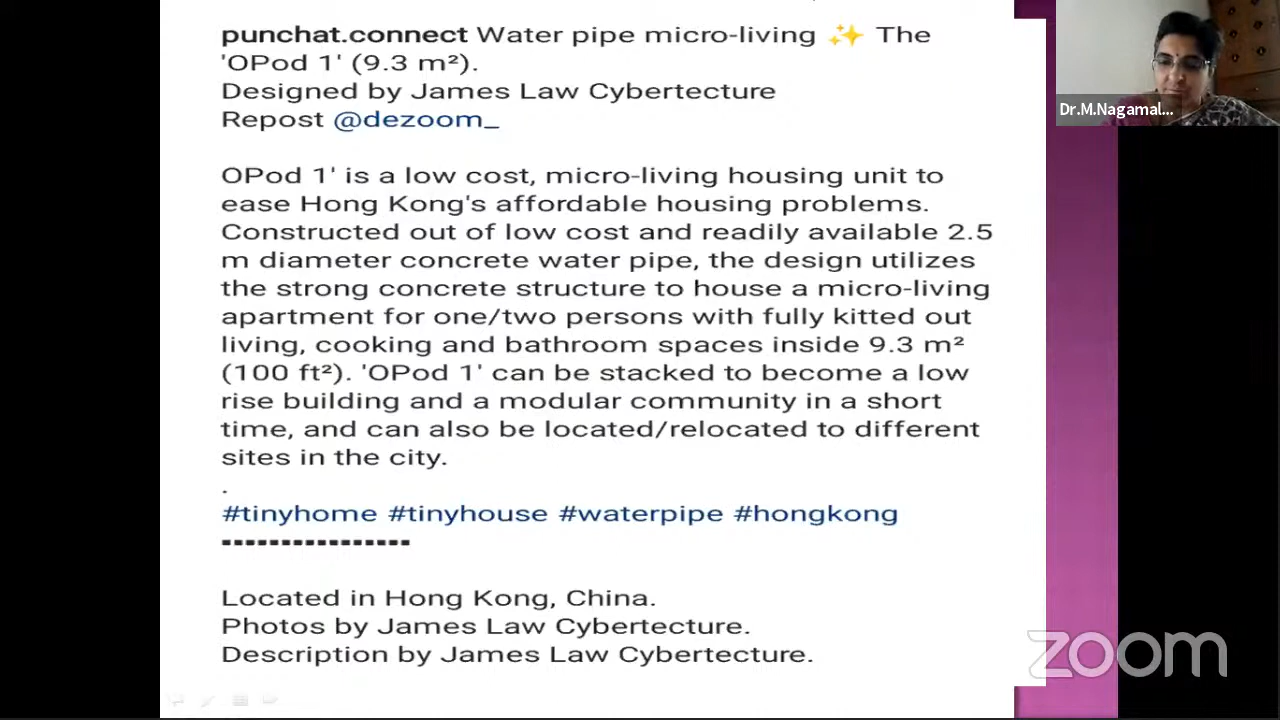 punchat.connect Water pipe micro-living ✨ The
'OPod 1' (9.3 m²).
Designed by James Law Cybertecture
Repost @dezoom_
OPod 1' is a low cost, micro-living housing unit to
ease Hong Kong's affordable housing problems.
Constructed out of low cost and readily available 2.5
m diameter concrete water pipe, the design utilizes
the strong concrete structure to house a micro-living
apartment for one/two persons with fully kitted out
living, cooking and bathroom spaces inside 9.3 m²
(100 ft²). 'OPod 1' can be stacked to become a low
rise building and a modular community in a short
time, and can also be located/relocated to different
sites in the city.
.
#tinyhome #tinyhouse #waterpipe #hongkong
----------------
Located in Hong Kong, China.
Photos by James Law Cybertecture.
Description by James Law Cybertecture.
Dr.M.Nagamal...
zoom